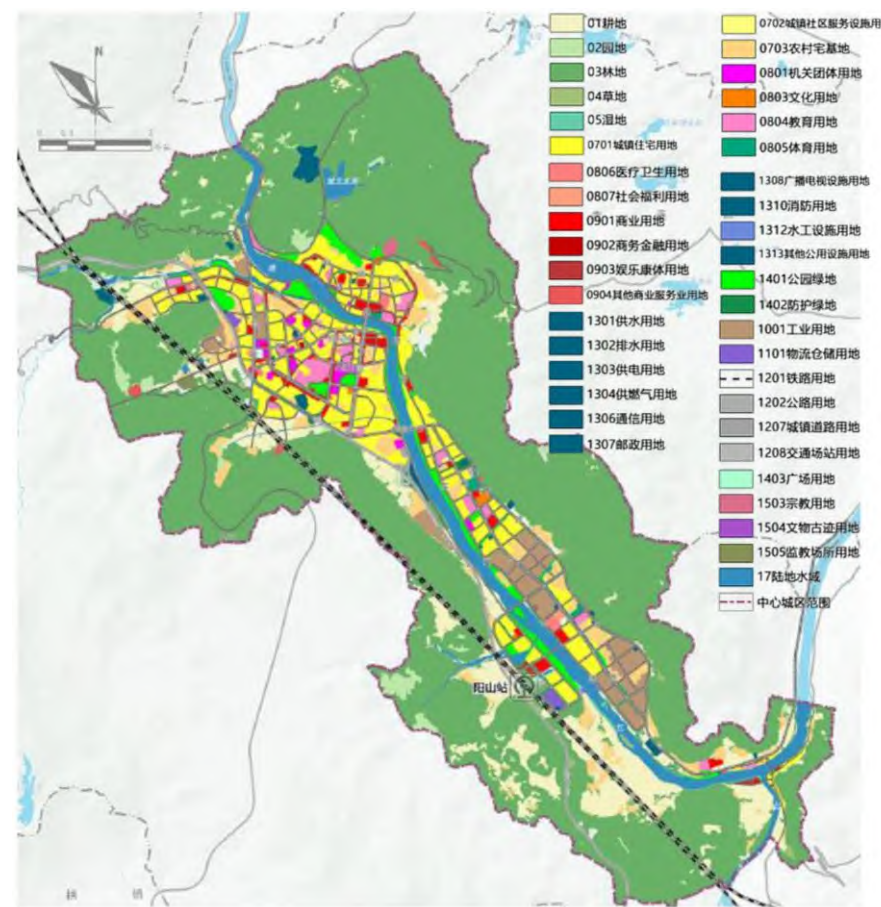 N
01耕地
02园地
03林地
04草地
05湿地
0701城镇住宅用地
0806医疗卫生用地
0807社会福利用地
0901商业用地
0902商务金融用地
0903娱乐康体用地
0904其他商业服务业用地
1301供水用地
1302排水用地
1303供电用地
1304供燃气用地
1306通信用地
1307邮政用地
0702城镇社区服务设施用
0703农村宅基地
0801机关团体用地
0803文化用地
0804教育用地
0805体育用地
1308广播电视设施用地
1310消防用地
1312水工设施用地
1313其他公用设施用地
1401公园绿地
1402防护绿地
1001工业用地
1101物流仓储用地
1201铁路用地
1202公路用地
1207城镇道路用地
1208交通场站用地
1403广场用地
1503宗教用地
1504文物古迹用地
1505监教场所用地
17陆地水域
中心城区范围
阳山站